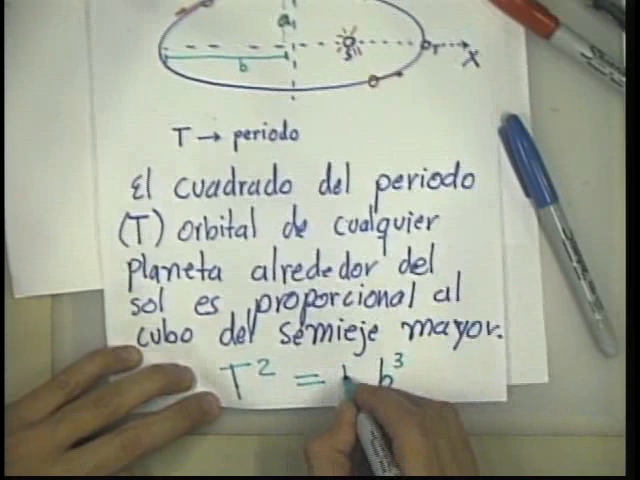 a
b
S
P
X
T → periodo
El cuadrado del periodo
(T) orbital de cualquier
planeta alrededor del
sol es proporcional al
cubo del semieje mayor.
T² = b³